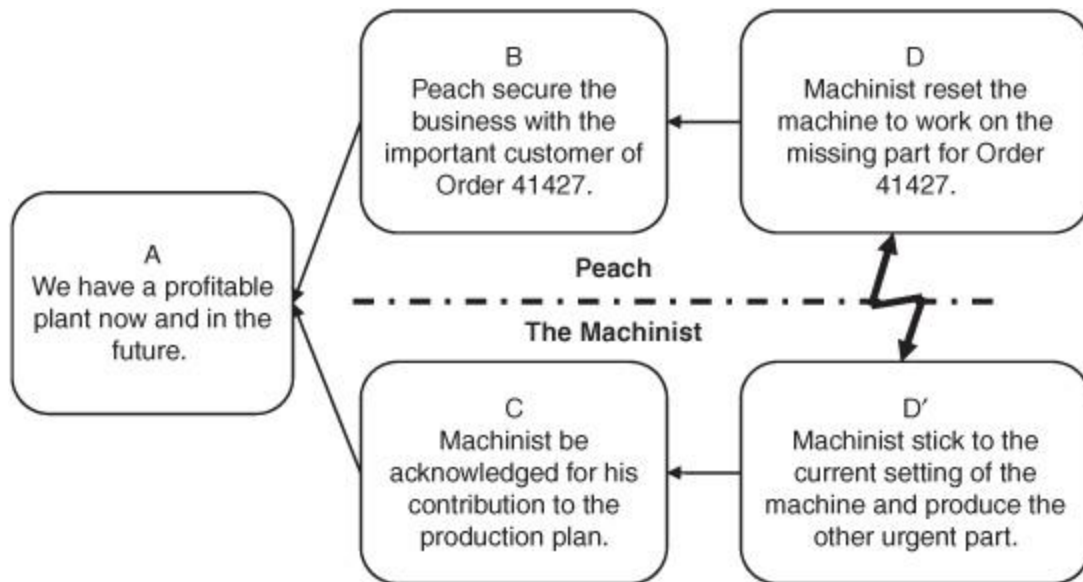 B
Peach secure the
business with the
important customer of
Order 41427.
D
Machinist reset the
machine to work on the
missing part for Order
41427.
A
We have a profitable
plant now and in the
future.
Peach
The Machinist
C
Machinist be
acknowledged for his
contribution to the
production plan.
D′
Machinist stick to the
current setting of the
machine and produce the
other urgent part.